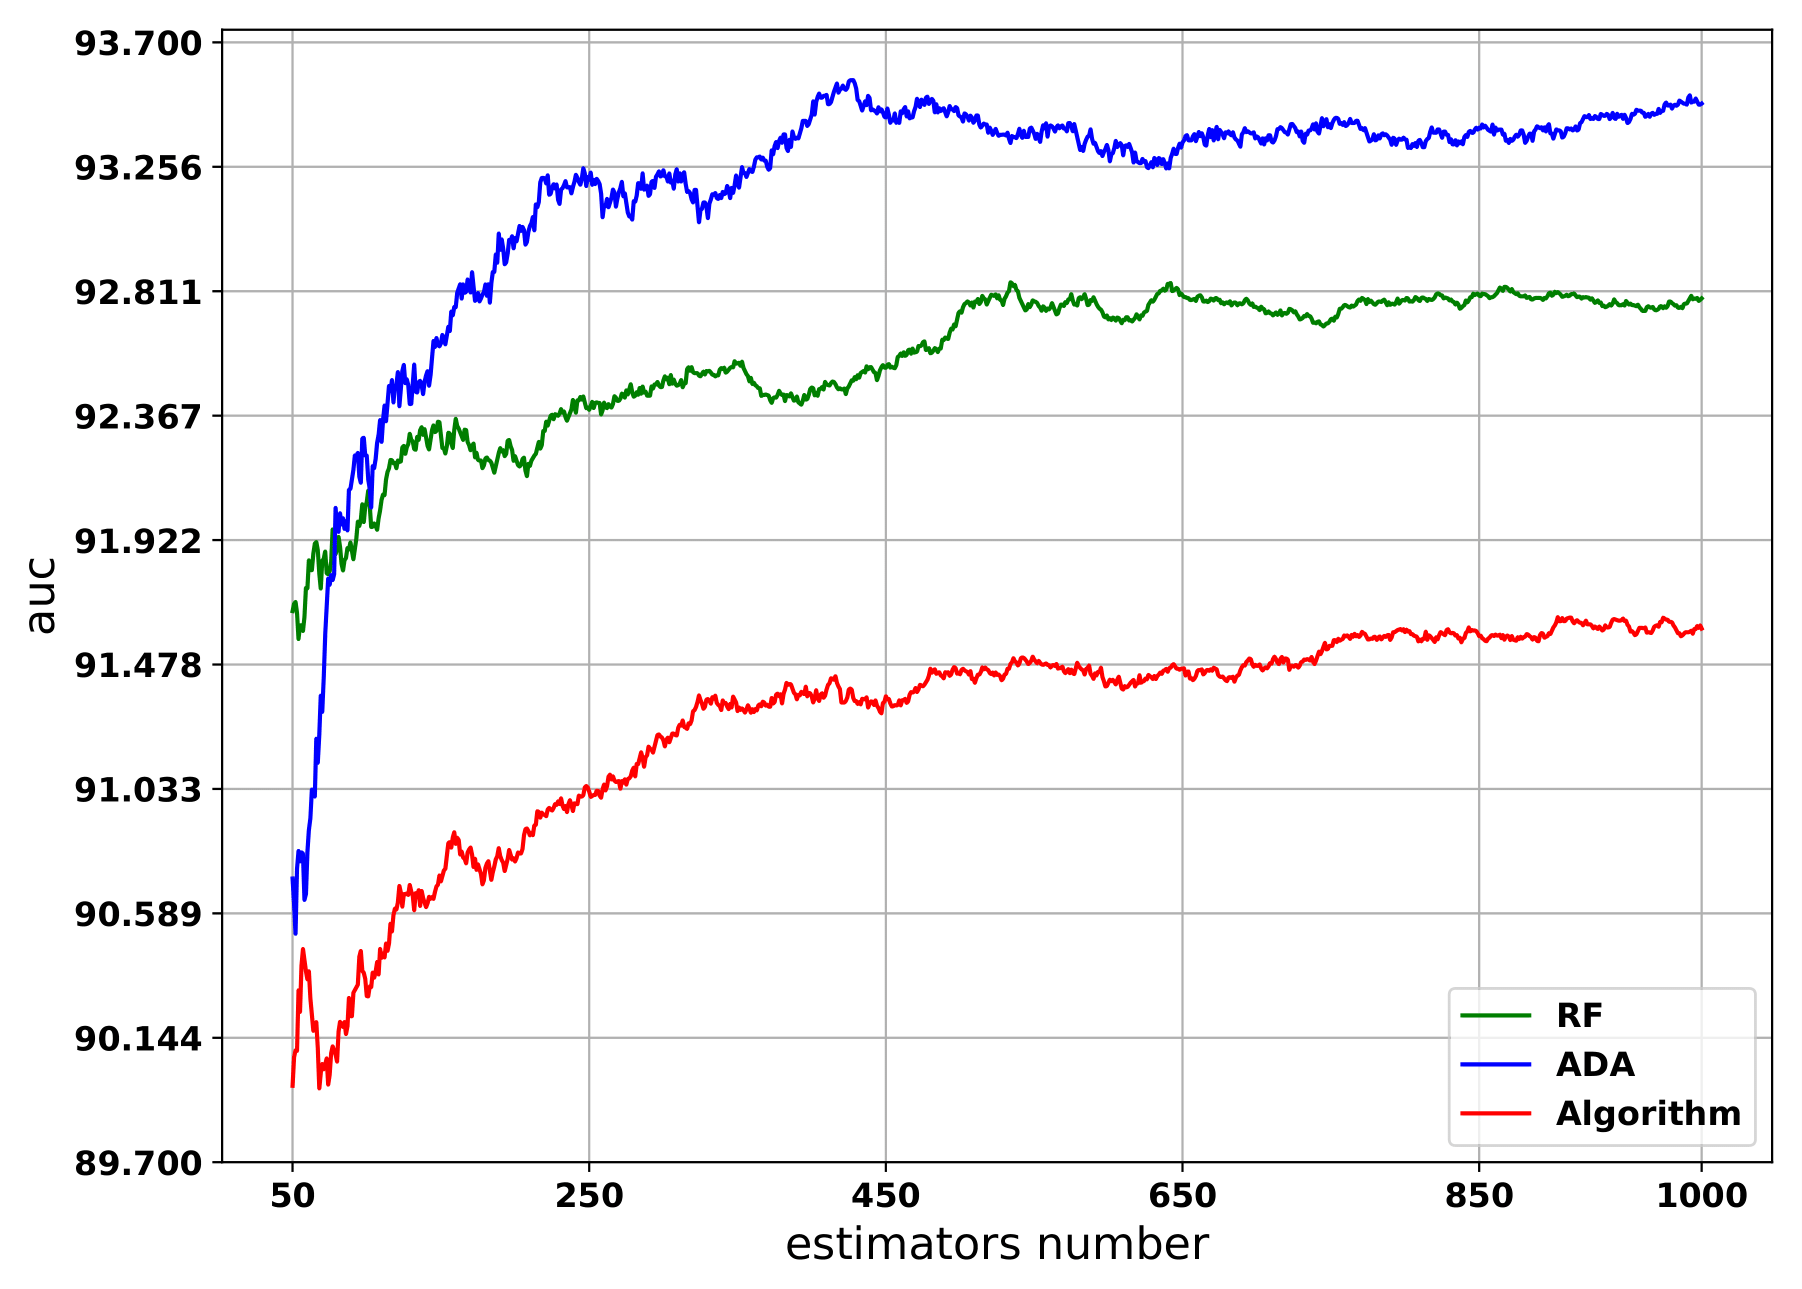 93.700
93.256
92.811
92.367
91.922
91.478
91.033
90.589
90.144
89.700
auc
50 250 450 650 850 1000
estimators number
RF
ADA
Algorithm